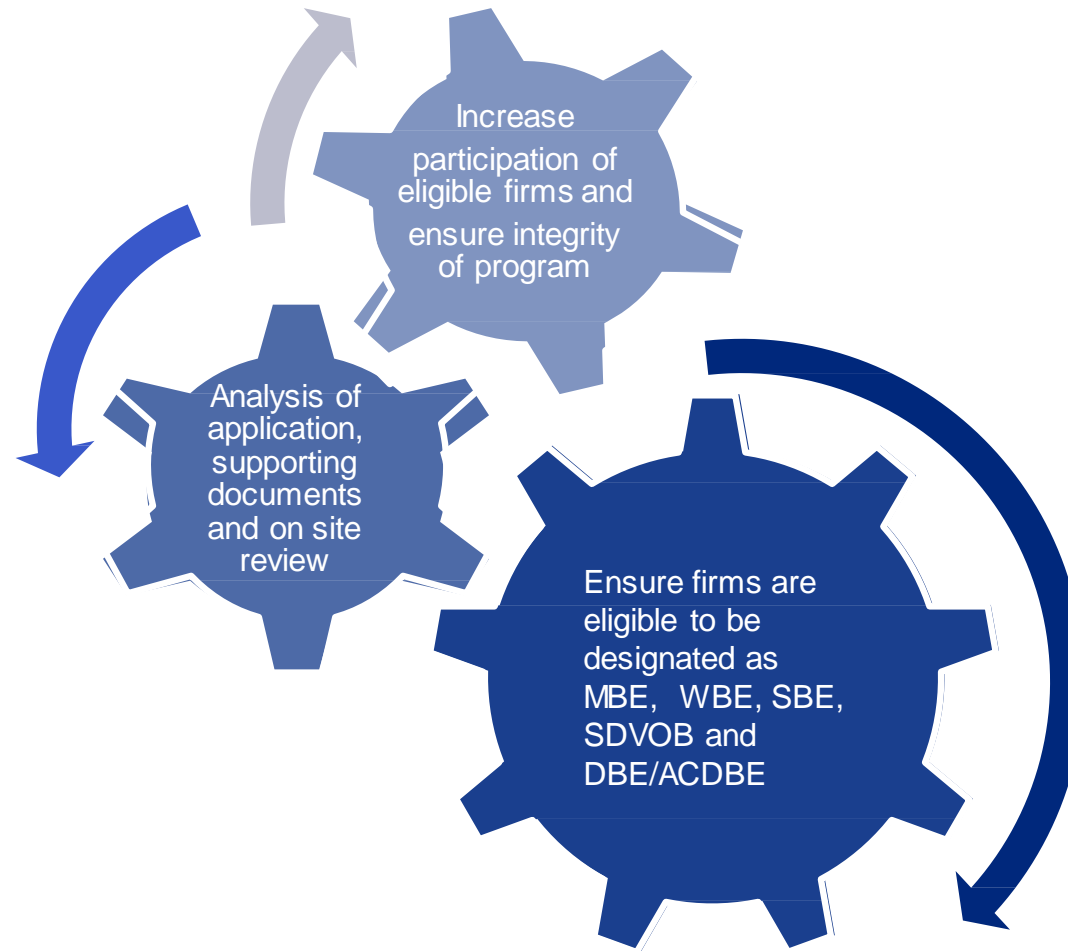 Increase
participation of
eligible firms and
ensure integrity
of program
Analysis of
application,
supporting
documents
and on site
review
Ensure firms are
eligible to be
designated as
MBE, WBE, SBE,
SDVOB and
DBE/ACDBE